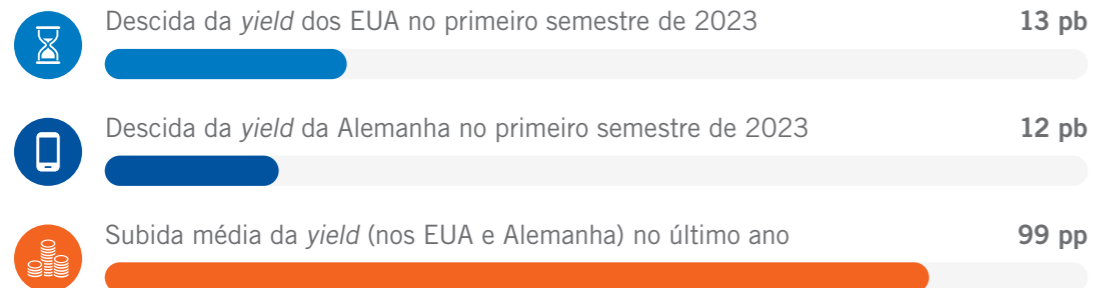 Descida da yield dos EUA no primeiro semestre de 2023 13 pb
Descida da yield da Alemanha no primeiro semestre de 2023 12 pb
Subida média da yield (nos EUA e Alemanha) no último ano 99 pp